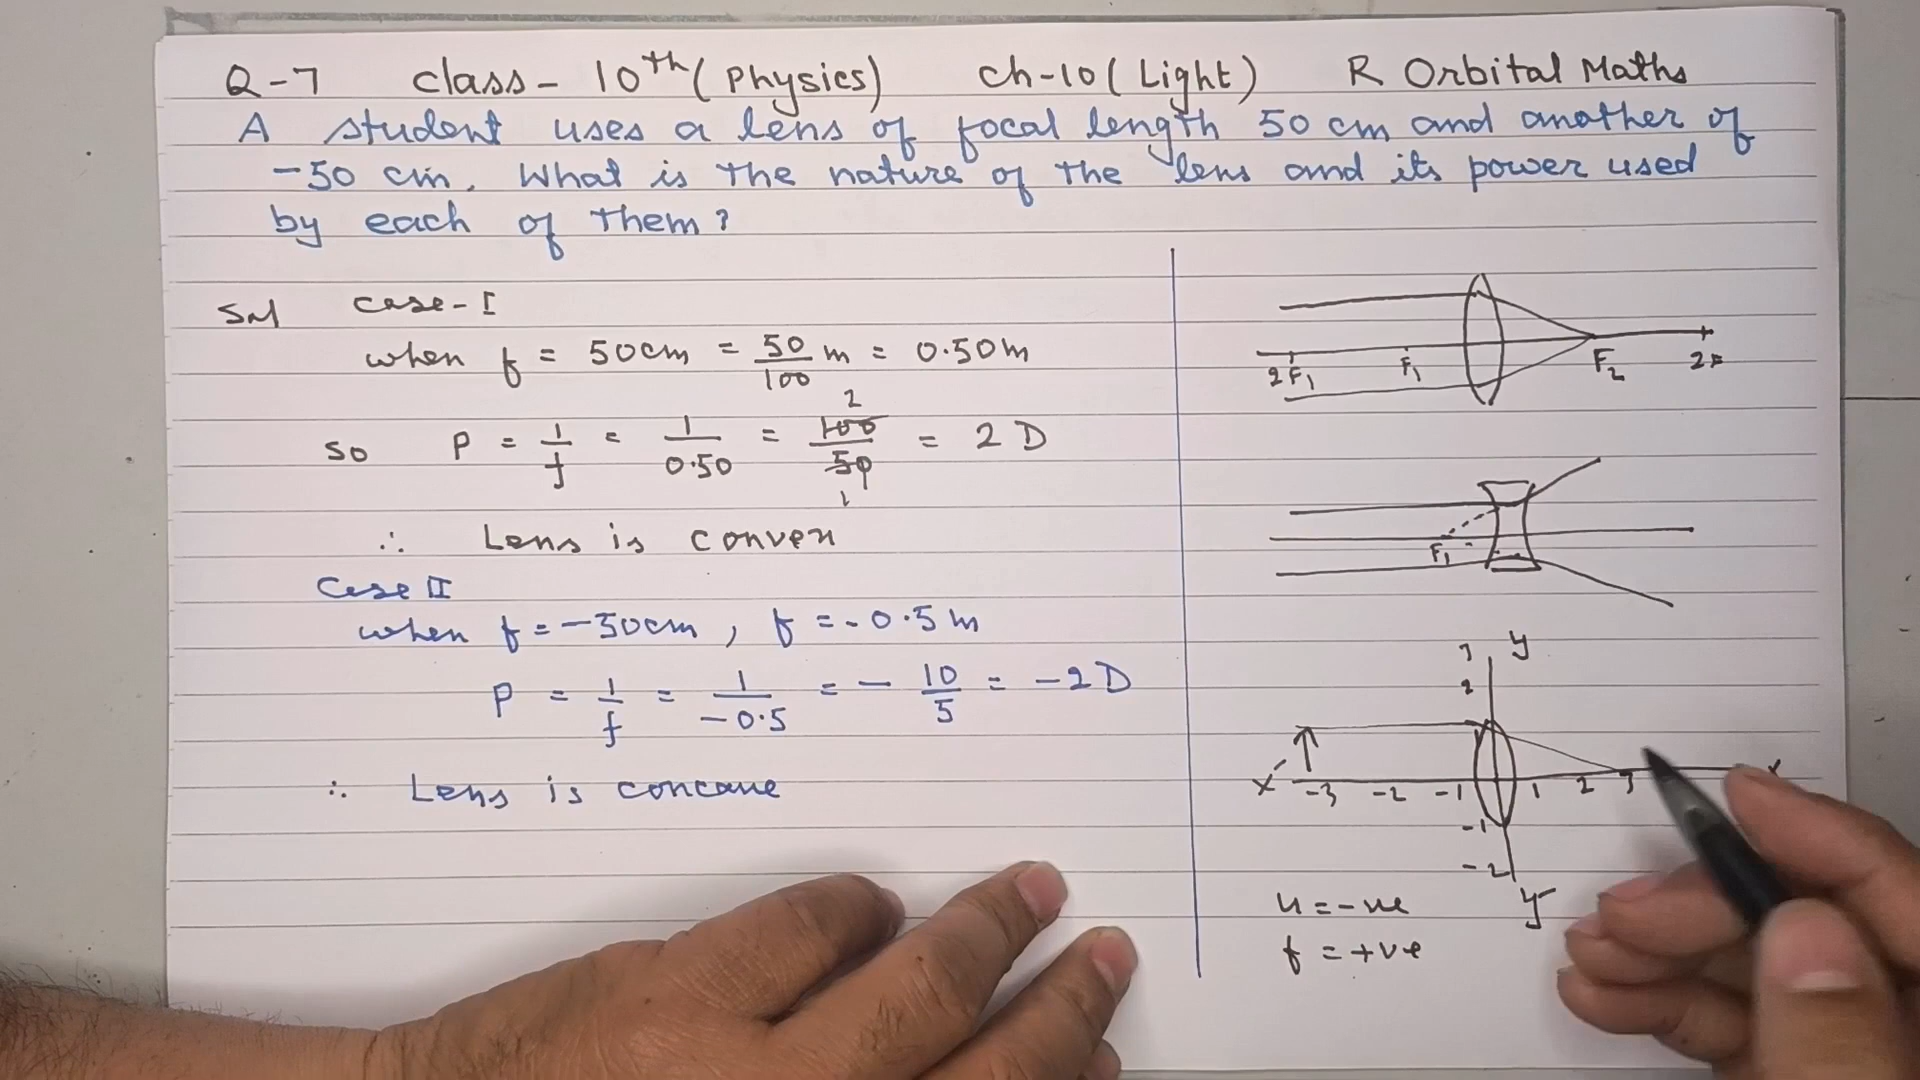 Q-7 class- 10th (Physics) Ch-10 (Light) R Orbital Maths
A student uses a lens of focal length 50 cm and another of
-50 cm. What is the nature of the lens and its power used
by each of them?
Sol case-I
when f = 50cm = 50/100 m = 0.50m
so P = 1/f = 1/0.50 = 100/50 = 2 D
2
1
∴ Lens is convex
Case II
when f = -50cm, f = -0.5m
P = 1/f = 1/-0.5 = - 10/5 = -2D
∴ Lens is concave
2F1 F1 F2
F1
y
2
X' -3 -2 -1 1 2 3 X
-1
-2
y'
u = -ve
f = +ve